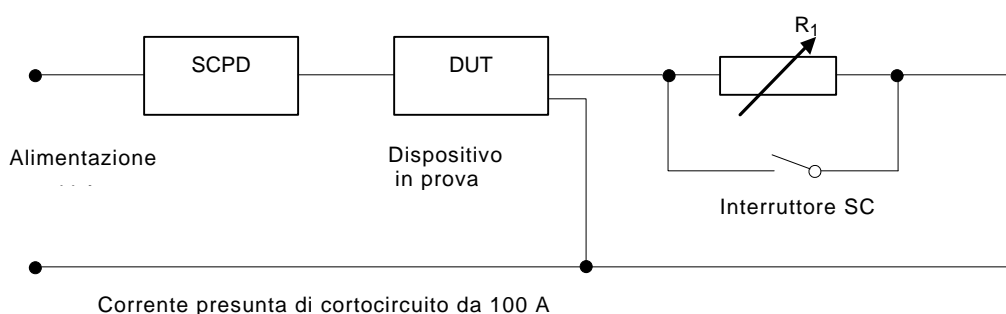 R1
SCPD
DUT
Alimentazione
Dispositivo
in prova
Interruttore SC
Corrente presunta di cortocircuito da 100 A